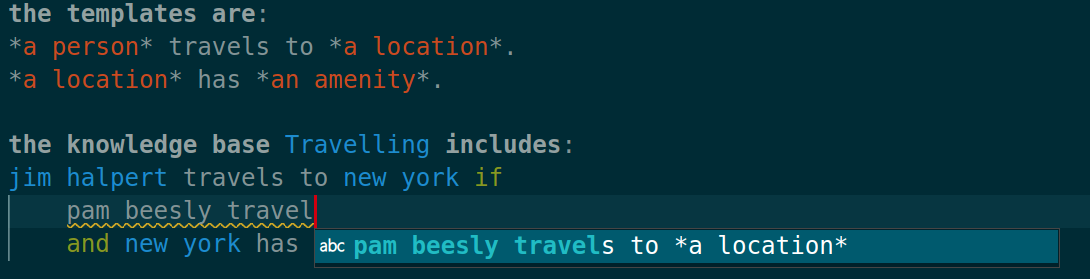 the templates are:
*a person* travels to *a location*.
*a location* has *an amenity*.
the knowledge base Travelling includes:
jim halpert travels to new york if
pam beesly travel
and new york has
abc pam beesly travels to *a location*